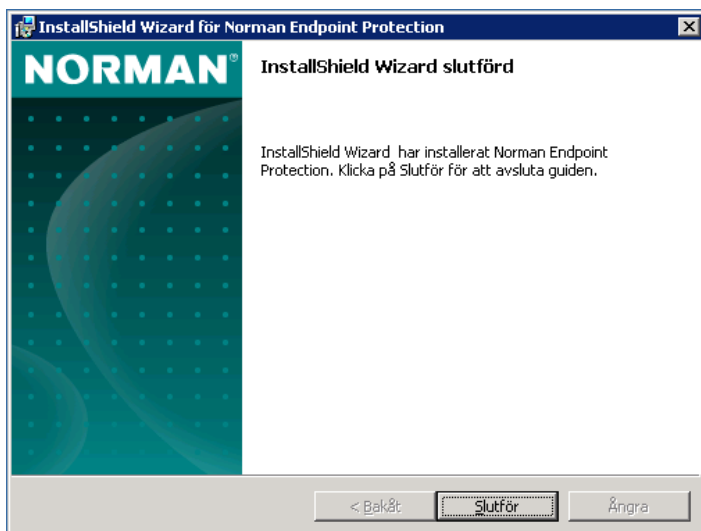 InstallShield Wizard för Norman Endpoint Protection
NORMAN®
InstallShield Wizard slutförd
InstallShield Wizard har installerat Norman Endpoint
Protection. Klicka på Slutför för att avsluta guiden.
< Bakåt
Slutför
Ångra